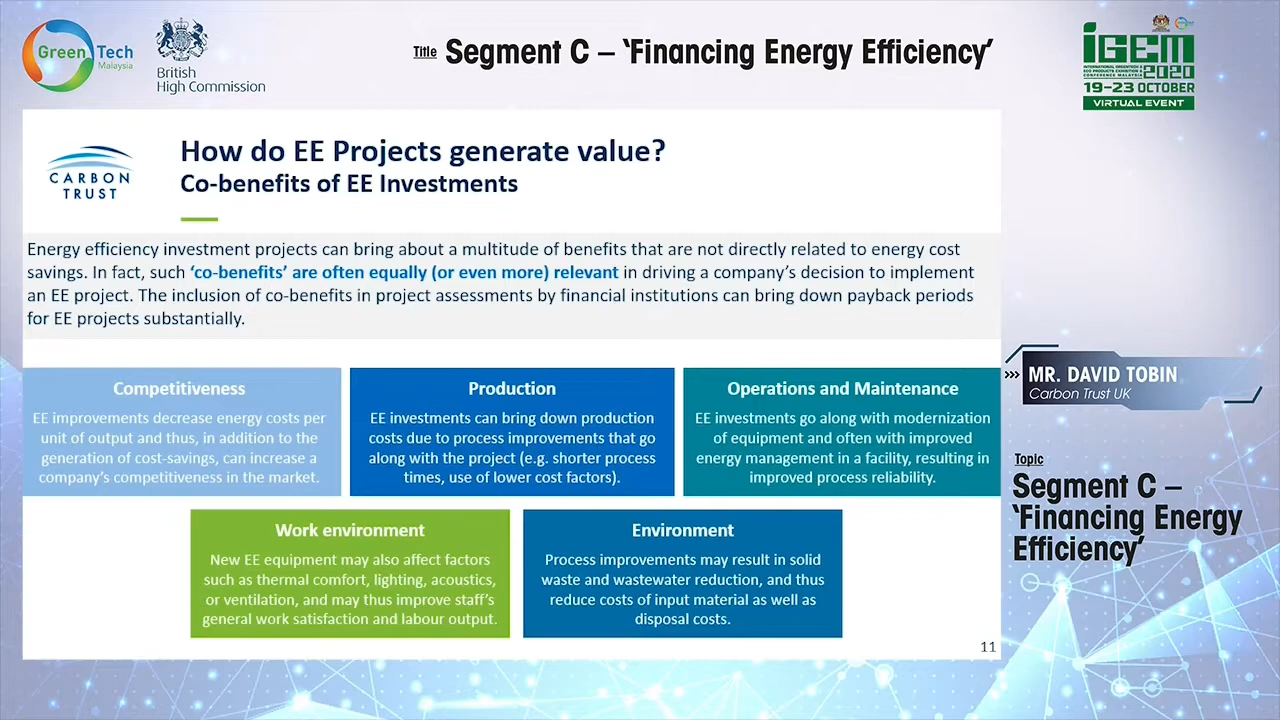 GreenTech
Malaysia
British
High Commission
Title Segment C – ‘Financing Energy Efficiency’
iGEM
INTERNATIONAL GREENTECH &
ECO PRODUCTS EXHIBITION &
CONFERENCE MALAYSIA 2020
19-23 OCTOBER
VIRTUAL EVENT
CARBON
TRUST
How do EE Projects generate value?
Co-benefits of EE Investments
Energy efficiency investment projects can bring about a multitude of benefits that are not directly related to energy cost
savings. In fact, such ‘co-benefits’ are often equally (or even more) relevant in driving a company’s decision to implement
an EE project. The inclusion of co-benefits in project assessments by financial institutions can bring down payback periods
for EE projects substantially.
Competitiveness
EE improvements decrease energy costs per
unit of output and thus, in addition to the
generation of cost-savings, can increase a
company’s competitiveness in the market.
Production
EE investments can bring down production
costs due to process improvements that go
along with the project (e.g. shorter process
times, use of lower cost factors).
Operations and Maintenance
EE investments go along with modernization
of equipment and often with improved
energy management in a facility, resulting in
improved process reliability.
Work environment
New EE equipment may also affect factors
such as thermal comfort, lighting, acoustics,
or ventilation, and may thus improve staff’s
general work satisfaction and labour output.
Environment
Process improvements may result in solid
waste and wastewater reduction, and thus
reduce costs of input material as well as
disposal costs.
11
MR. DAVID TOBIN
Carbon Trust UK
Topic
Segment C –
‘Financing Energy
Efficiency’